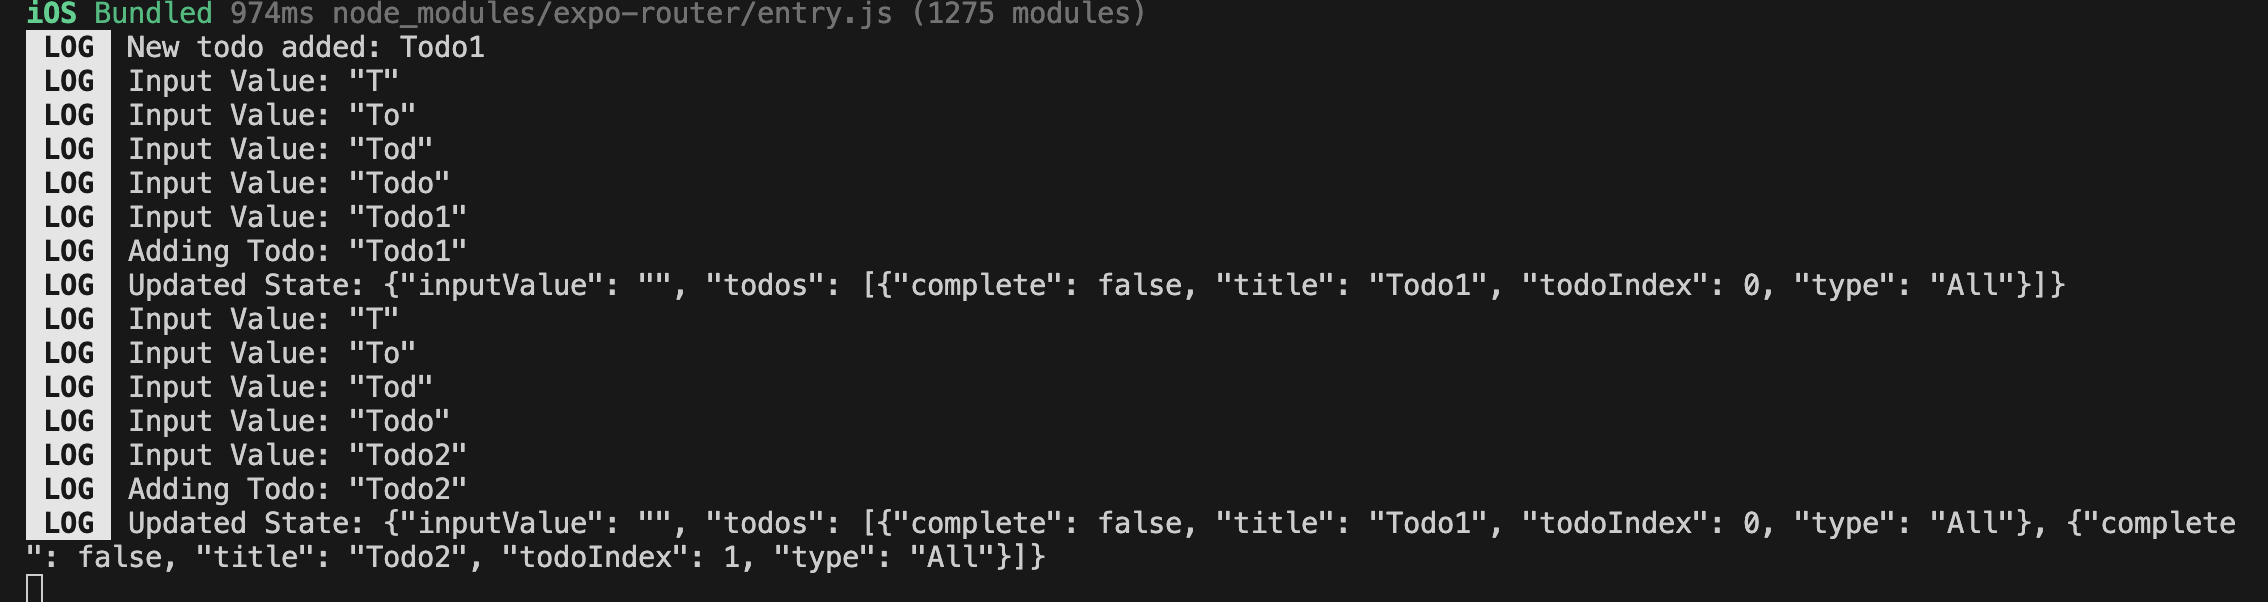 iOS Bundled 974ms node_modules/expo-router/entry.js (1275 modules)
LOG New todo added: Todo1
LOG Input Value: "T"
LOG Input Value: "To"
LOG Input Value: "Tod"
LOG Input Value: "Todo"
LOG Input Value: "Todo1"
LOG Adding Todo: "Todo1"
LOG Updated State: {"inputValue": "", "todos": [{"complete": false, "title": "Todo1", "todoIndex": 0, "type": "All"}]}
LOG Input Value: "T"
LOG Input Value: "To"
LOG Input Value: "Tod"
LOG Input Value: "Todo"
LOG Input Value: "Todo2"
LOG Adding Todo: "Todo2"
LOG Updated State: {"inputValue": "", "todos": [{"complete": false, "title": "Todo1", "todoIndex": 0, "type": "All"}, {"complete
": false, "title": "Todo2", "todoIndex": 1, "type": "All"}]}